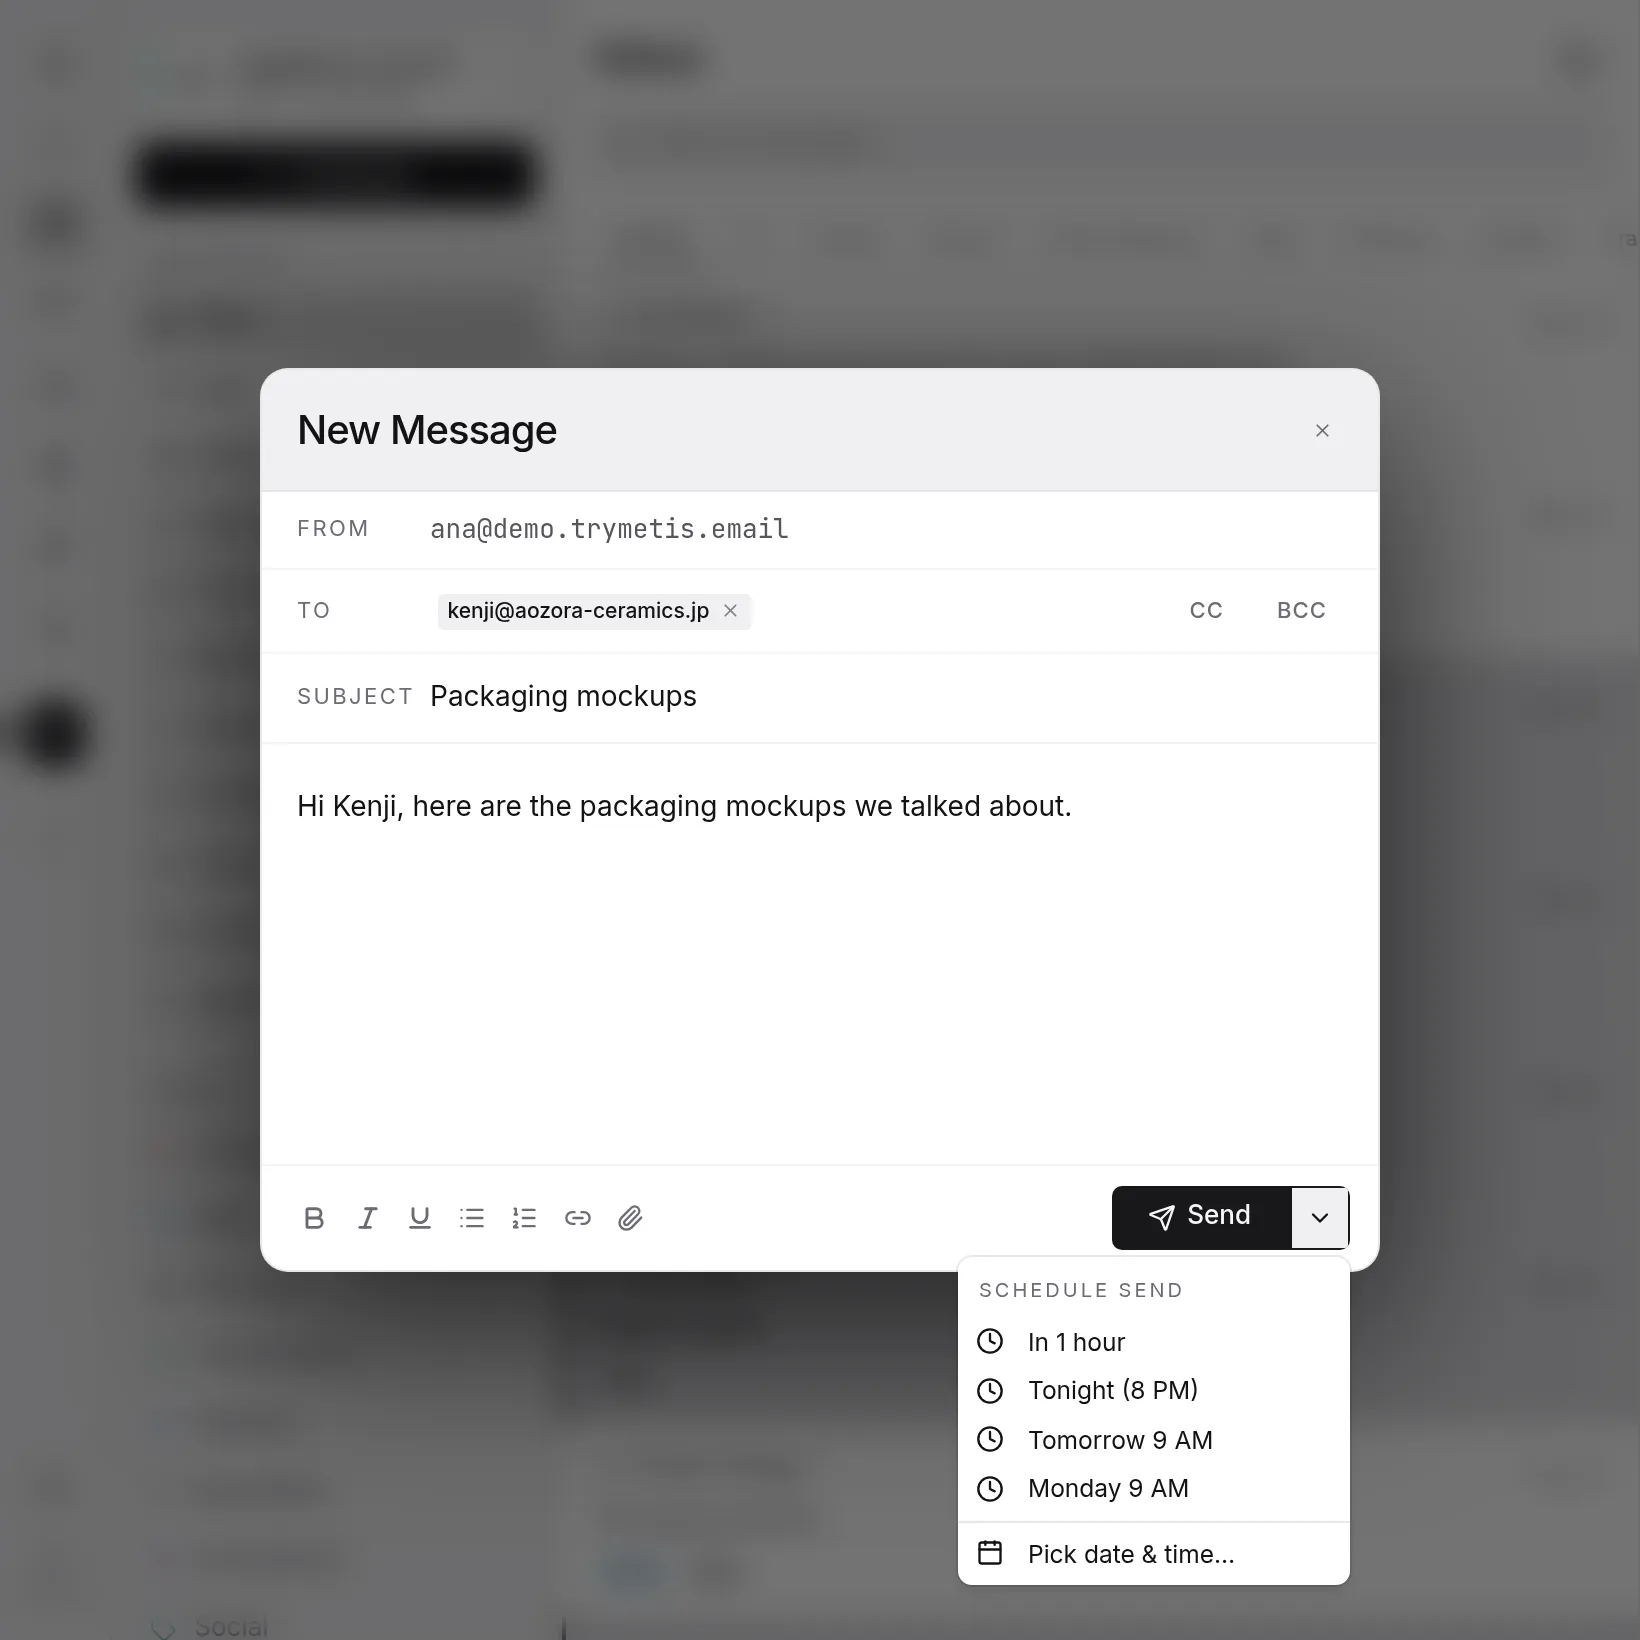 New Message
FROM ana@demo.trymetis.email
TO kenji@aozora-ceramics.jp CC BCC
SUBJECT Packaging mockups
Hi Kenji, here are the packaging mockups we talked about.
Send
SCHEDULE SEND
In 1 hour
Tonight (8 PM)
Tomorrow 9 AM
Monday 9 AM
Pick date & time...
Social